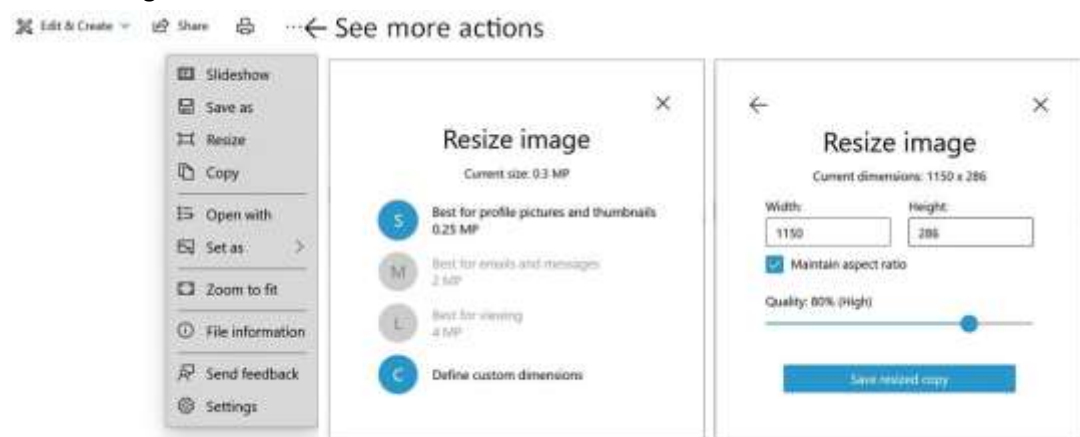 Edit & Create Share ... ← See more actions
Slideshow
Save as
Resize
Copy
Open with
Set as
Zoom to fit
File information
Send feedback
Settings
Resize image
Current size: 0.3 MP
S
Best for profile pictures and thumbnails
0.25 MP
M
Best for emails and messages
2 MP
L
Best for viewing
4 MP
C
Define custom dimensions
Resize image
Current dimensions: 1150 x 286
Width: Height:
1150 286
Maintain aspect ratio
Quality: 80% (High)
Save resized copy